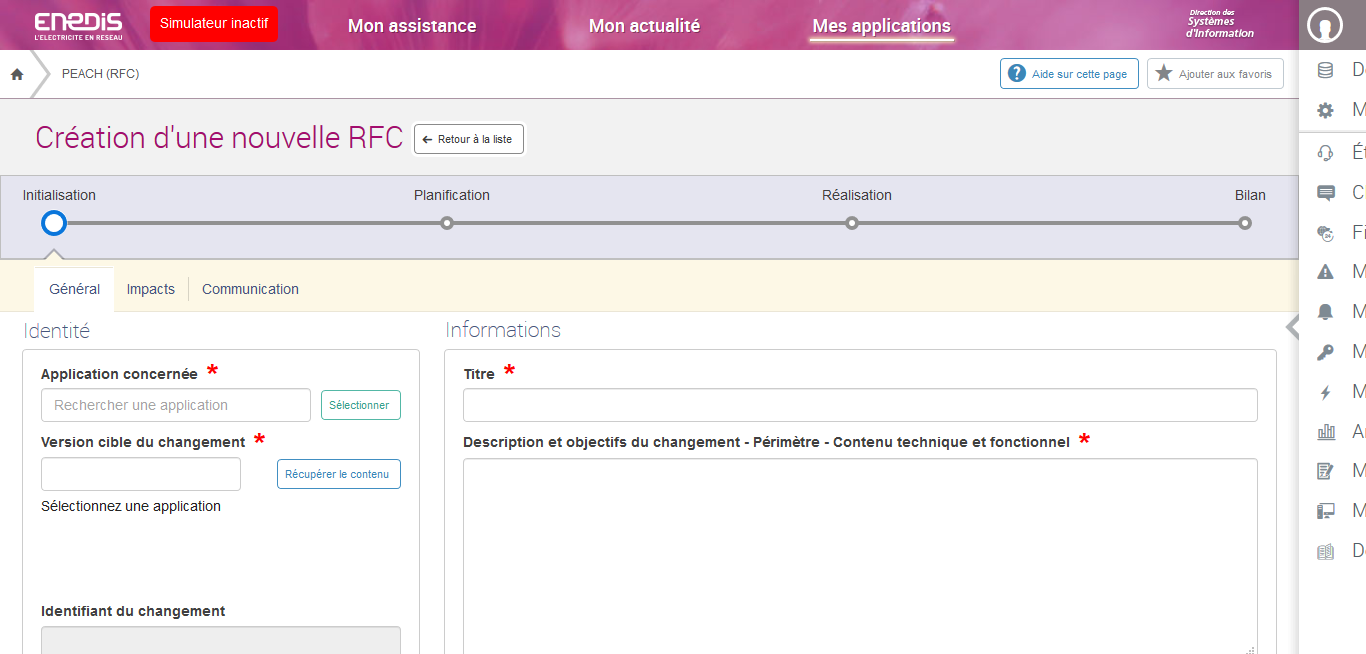 ENEDIS
L'ELECTRICITE EN RESEAU
Simulateur inactif
Mon assistance
Mon actualité
Mes applications
Direction des
Systèmes
d'Information
PEACH (RFC)
? Aide sur cette page
Ajouter aux favoris
Création d'une nouvelle RFC
Retour à la liste
Initialisation
Planification
Réalisation
Bilan
Général
Impacts
Communication
Identité
Application concernée *
Rechercher une application
Sélectionner
Version cible du changement *
Récupérer le contenu
Sélectionnez une application
Identifiant du changement
Informations
Titre *
Description et objectifs du changement - Périmètre - Contenu technique et fonctionnel *